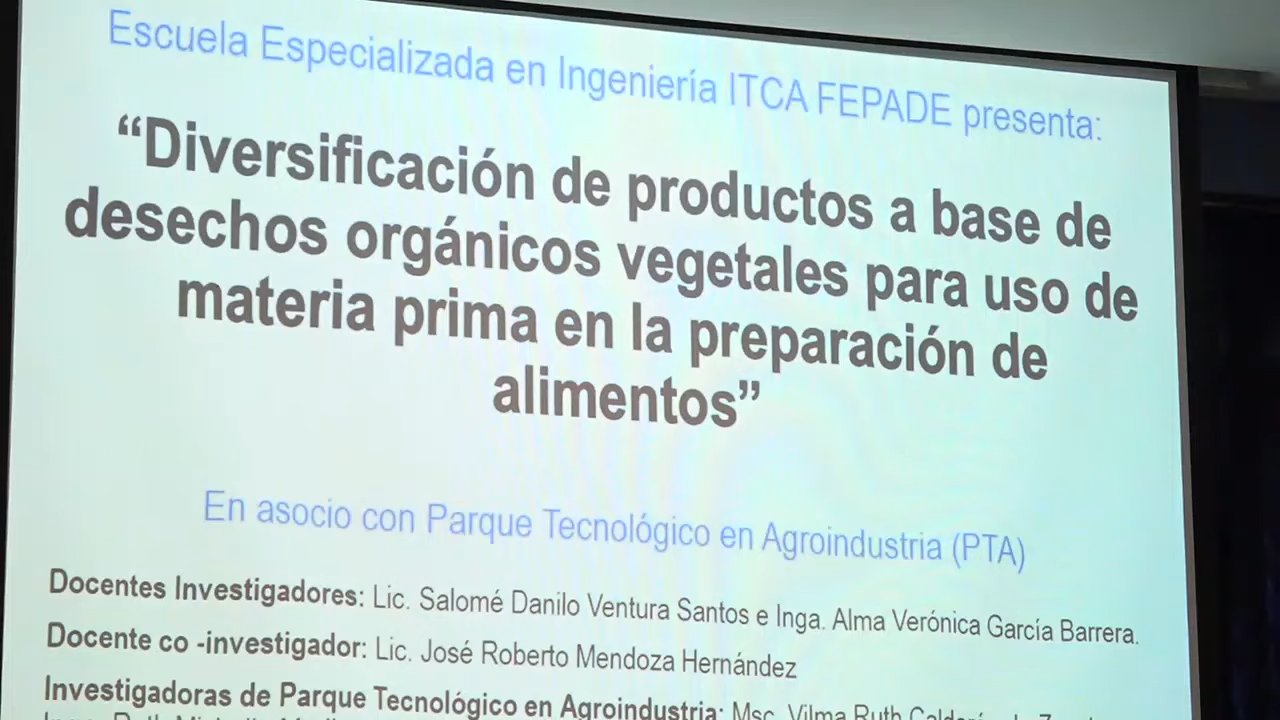 Escuela Especializada en Ingeniería ITCA FEPADE presenta:
“Diversificación de productos a base de
desechos orgánicos vegetales para uso de
materia prima en la preparación de
alimentos”
En asocio con Parque Tecnológico en Agroindustria (PTA)
Docentes Investigadores: Lic. Salomé Danilo Ventura Santos e Inga. Alma Verónica García Barrera.
Docente co -investigador: Lic. José Roberto Mendoza Hernández
Investigadoras de Parque Tecnológico en Agroindustria: Msc. Vilma Ruth